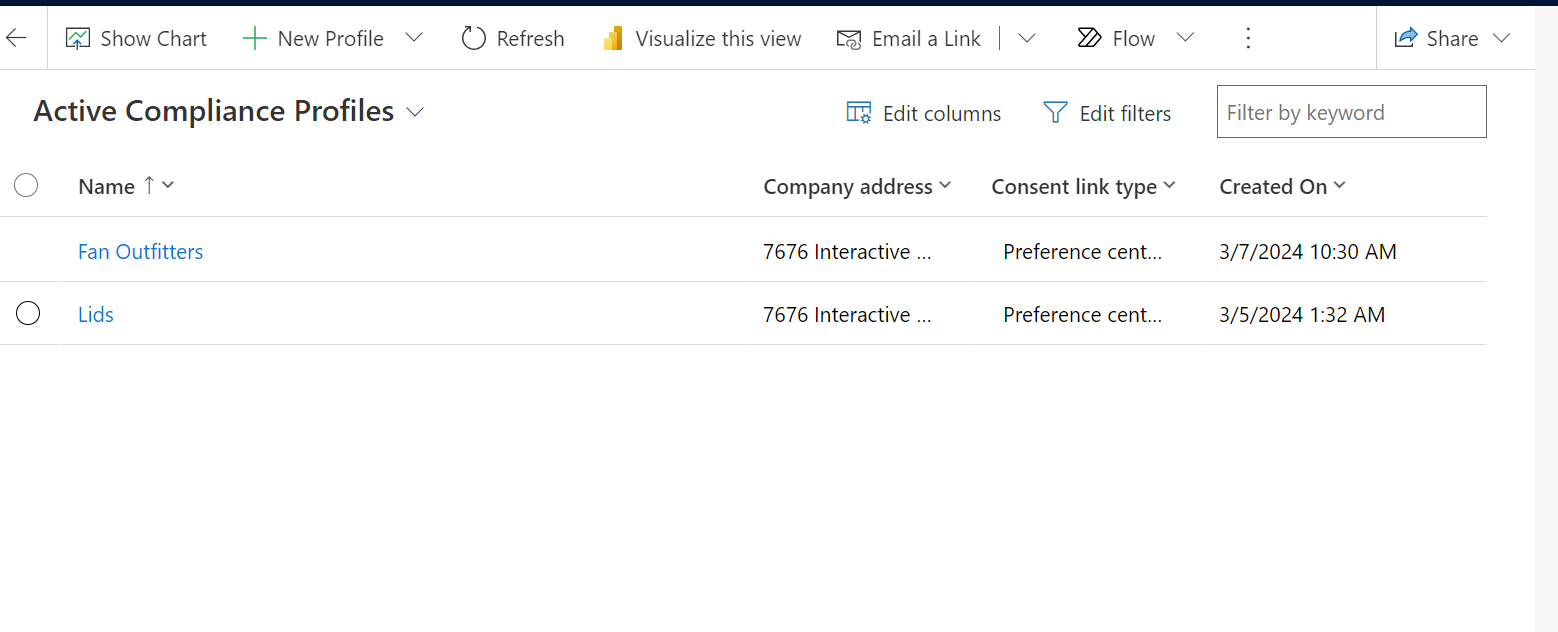 Show Chart New Profile Refresh Visualize this view Email a Link Flow Share
Active Compliance Profiles Edit columns Edit filters Filter by keyword
Name Company address Consent link type Created On
Fan Outfitters 7676 Interactive ... Preference cent... 3/7/2024 10:30 AM
Lids 7676 Interactive ... Preference cent... 3/5/2024 1:32 AM